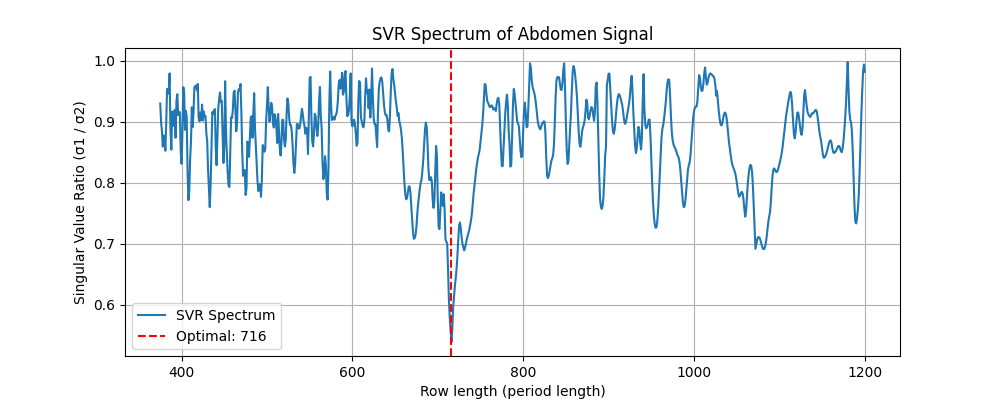 SVR Spectrum of Abdomen Signal
Singular Value Ratio (σ1 / σ2)
1.0
0.9
0.8
0.7
0.6
SVR Spectrum
Optimal: 716
400 600 800 1000 1200
Row length (period length)